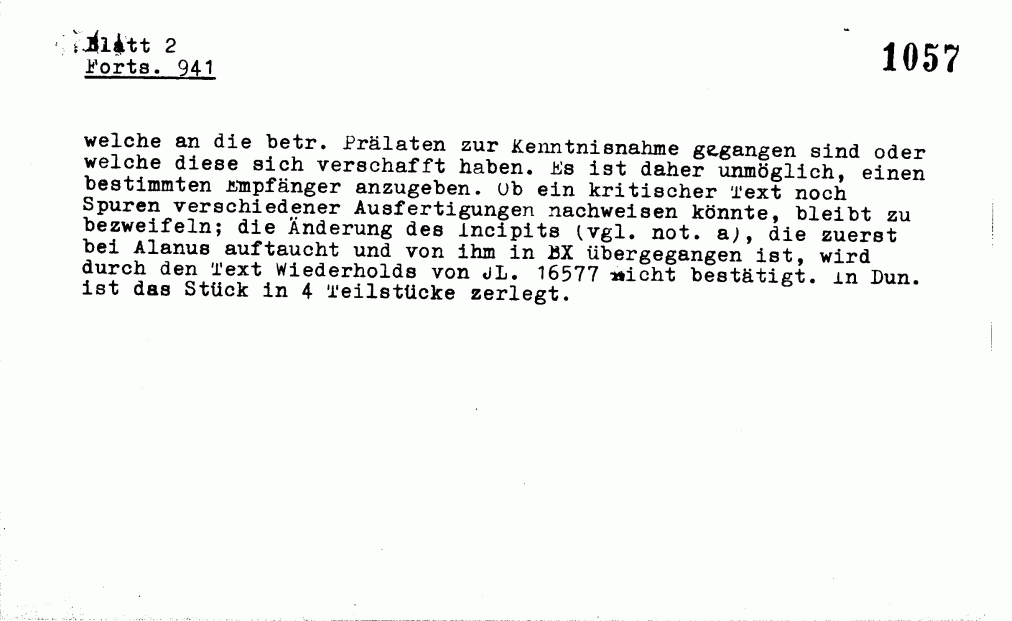 Blatt 2
Forts. 941
1057
welche an die betr. Prälaten zur Kenntnisnahme gegangen sind oder
welche diese sich verschafft haben. Es ist daher unmöglich, einen
bestimmten Empfänger anzugeben. Ob ein kritischer Text noch
Spuren verschiedener Ausfertigungen nachweisen könnte, bleibt zu
bezweifeln; die Änderung des Incipits (vgl. not. a), die zuerst
bei Alanus auftaucht und von ihm in BX übergegangen ist, wird
durch den Text Wiederholds von JL. 16577 nicht bestätigt. In Dun.
ist das Stück in 4 Teilstücke zerlegt.